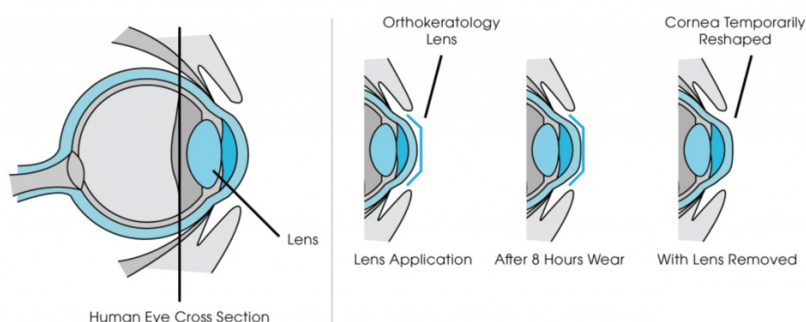 Orthokeratology
Lens
Cornea Temporarily
Reshaped
Lens
Lens Application
After 8 Hours Wear
With Lens Removed
Human Eye Cross Section